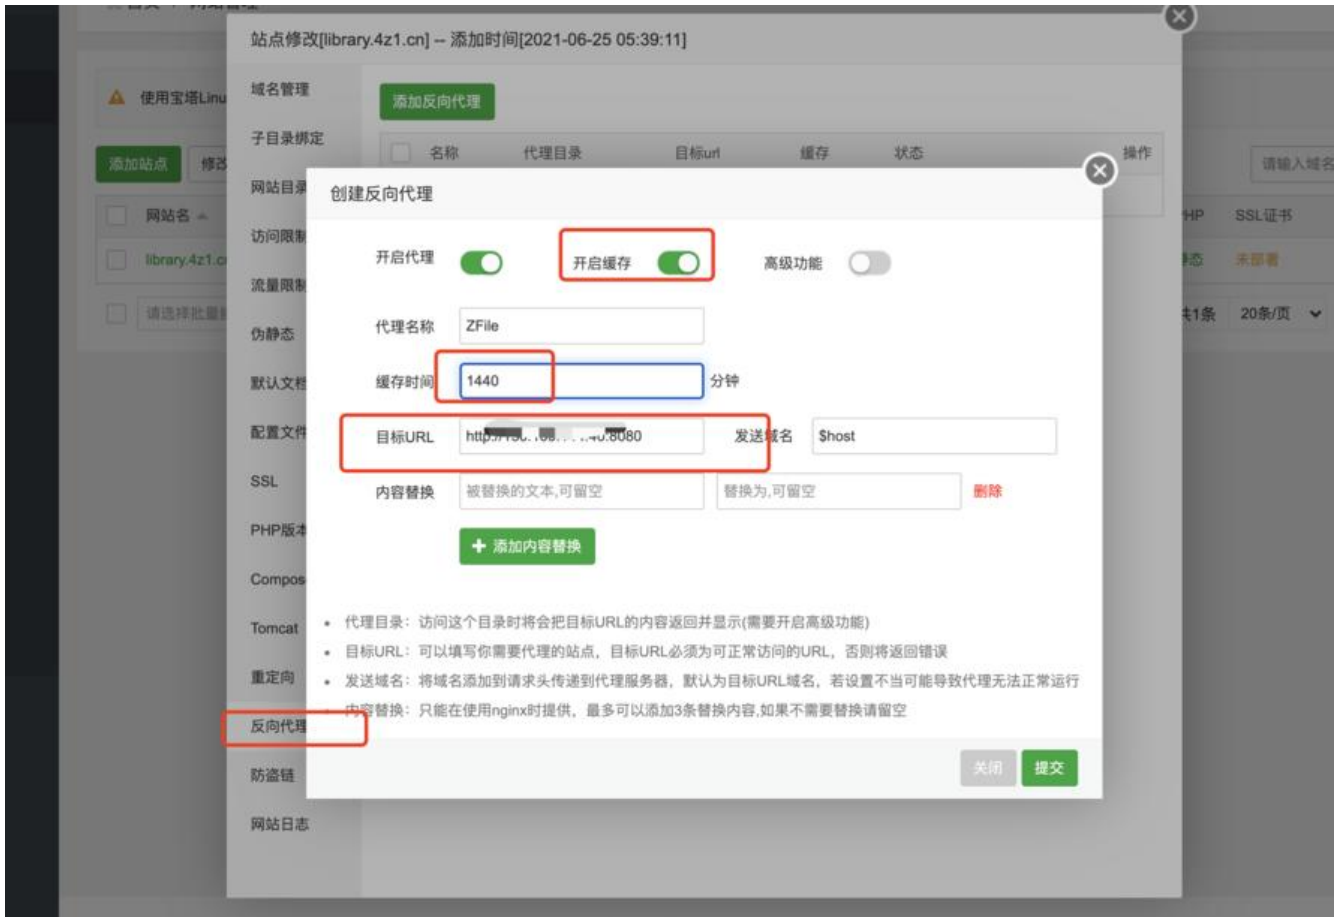 站点修改[library.4z1.cn] -- 添加时间[2021-06-25 05:39:11]
域名管理
添加反向代理
使用宝塔Linu
子目录绑定
名称 代理目录 目标url 缓存 状态 操作
添加站点 修改
请输入域名
网站目录
创建反向代理
网站名
HP SSL证书
访问限制
开启代理 开启缓存 高级功能
library.4z1.c
静态 未部署
流量限制
请选择批量
共1条 20条/页
代理名称 ZFile
伪静态
缓存时间 1440 分钟
默认文档
配置文件
目标URL 8080 发送域名 $host
SSL
内容替换 被替换的文本,可留空 替换为,可留空 删除
PHP版本
添加内容替换
Compos
代理目录：访问这个目录时将会把目标URL的内容返回并显示(需要开启高级功能)
Tomcat
目标URL：可以填写你需要代理的站点，目标URL必须为可正常访问的URL，否则将返回错误
重定向
发送域名：将域名添加到请求头传递到代理服务器，默认为目标URL域名，若设置不当可能导致代理无法正常运行
内容替换：只能在使用nginx时提供，最多可以添加3条替换内容,如果不需要替换请留空
反向代理
关闭 提交
防盗链
网站日志